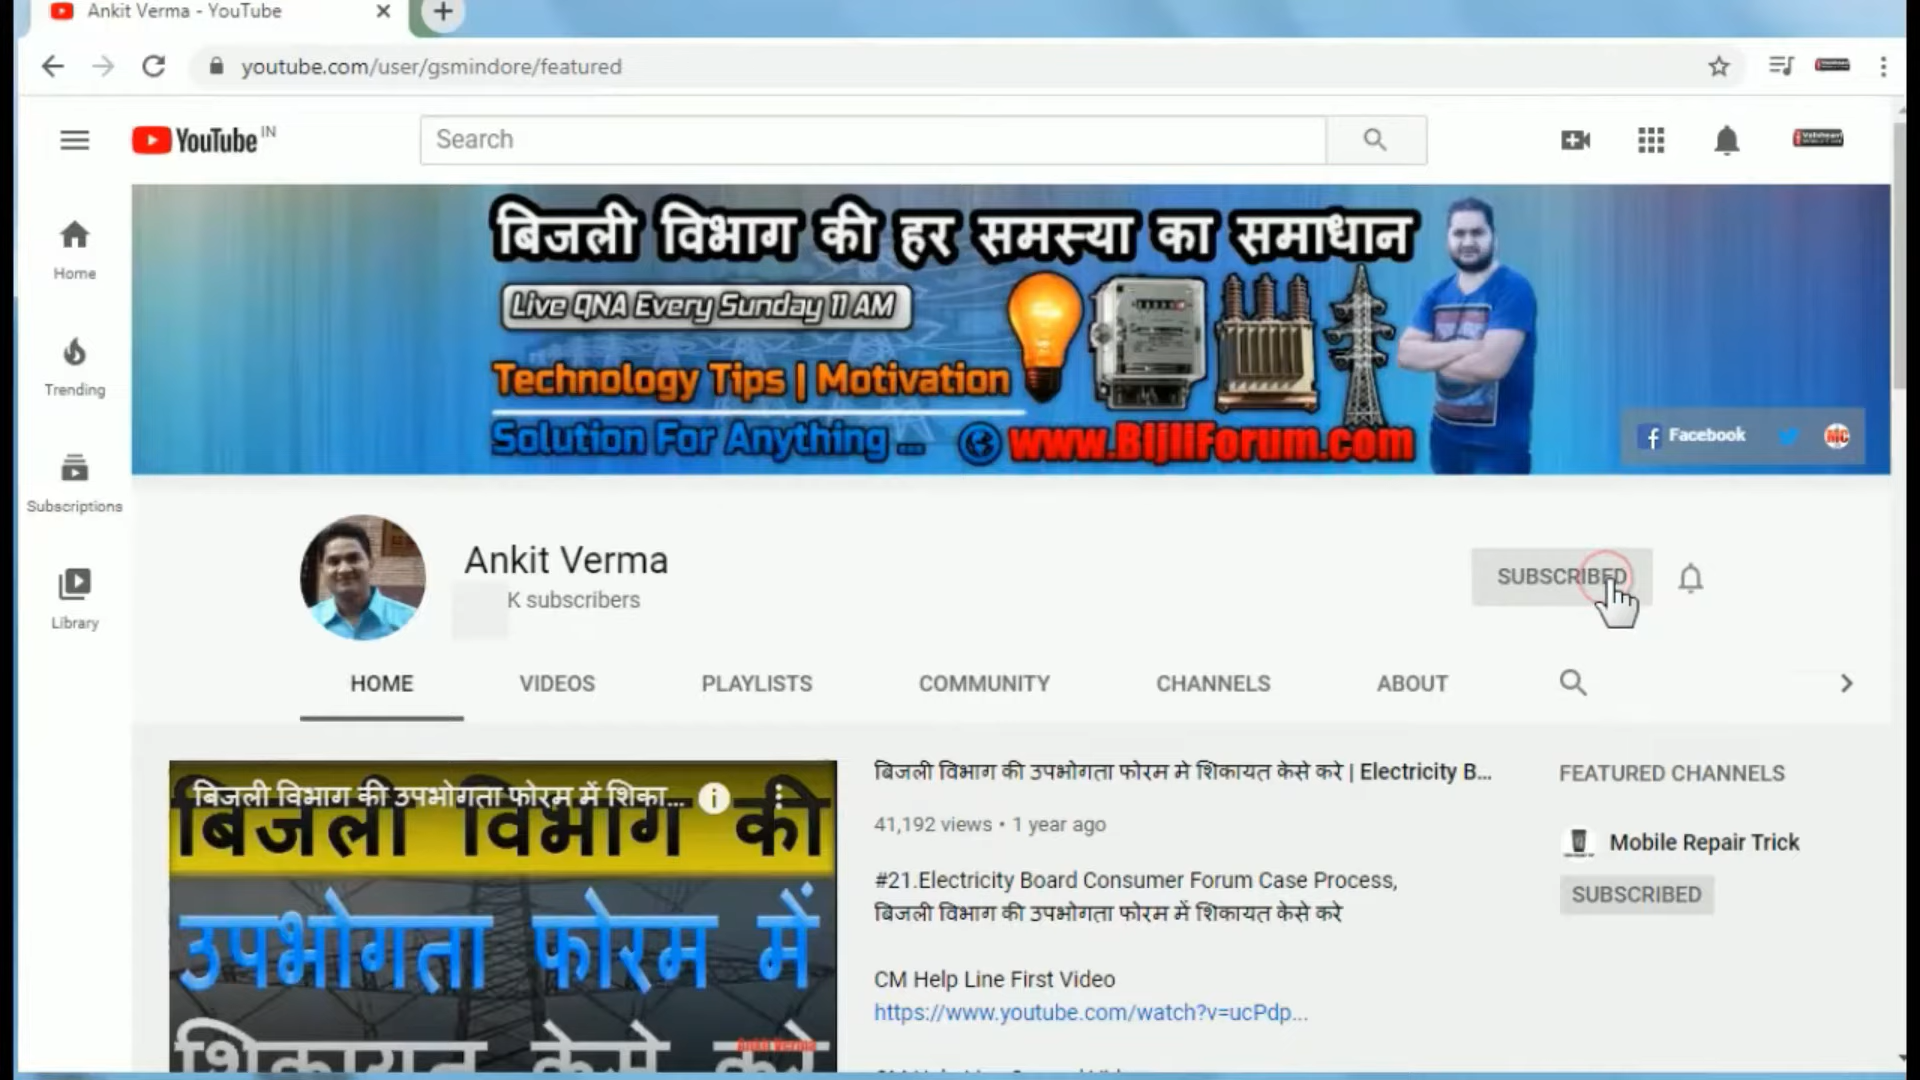 Ankit Verma - YouTube
youtube.com/user/gsmindore/featured
YouTube IN
Search
बिजली विभाग की हर समस्या का समाधान
Live QNA Every Sunday 11 AM
Technology Tips | Motivation
Solution For Anything ...
www.BijliForum.com
Facebook
Home
Trending
Subscriptions
Library
Ankit Verma
K subscribers
SUBSCRIBED
HOME VIDEOS PLAYLISTS COMMUNITY CHANNELS ABOUT
बिजली विभाग की उपभोगता फोरम में शिका...
बिजली विभाग की
उपभोगता फोरम में
शिकायत केसे करे
Ankit Verma
बिजली विभाग की उपभोगता फोरम मे शिकायत केसे करे | Electricity B...
41,192 views • 1 year ago
#21.Electricity Board Consumer Forum Case Process,
बिजली विभाग की उपभोगता फोरम में शिकायत केसे करे
CM Help Line First Video
https://www.youtube.com/watch?v=ucPdp...
FEATURED CHANNELS
Mobile Repair Trick
SUBSCRIBED